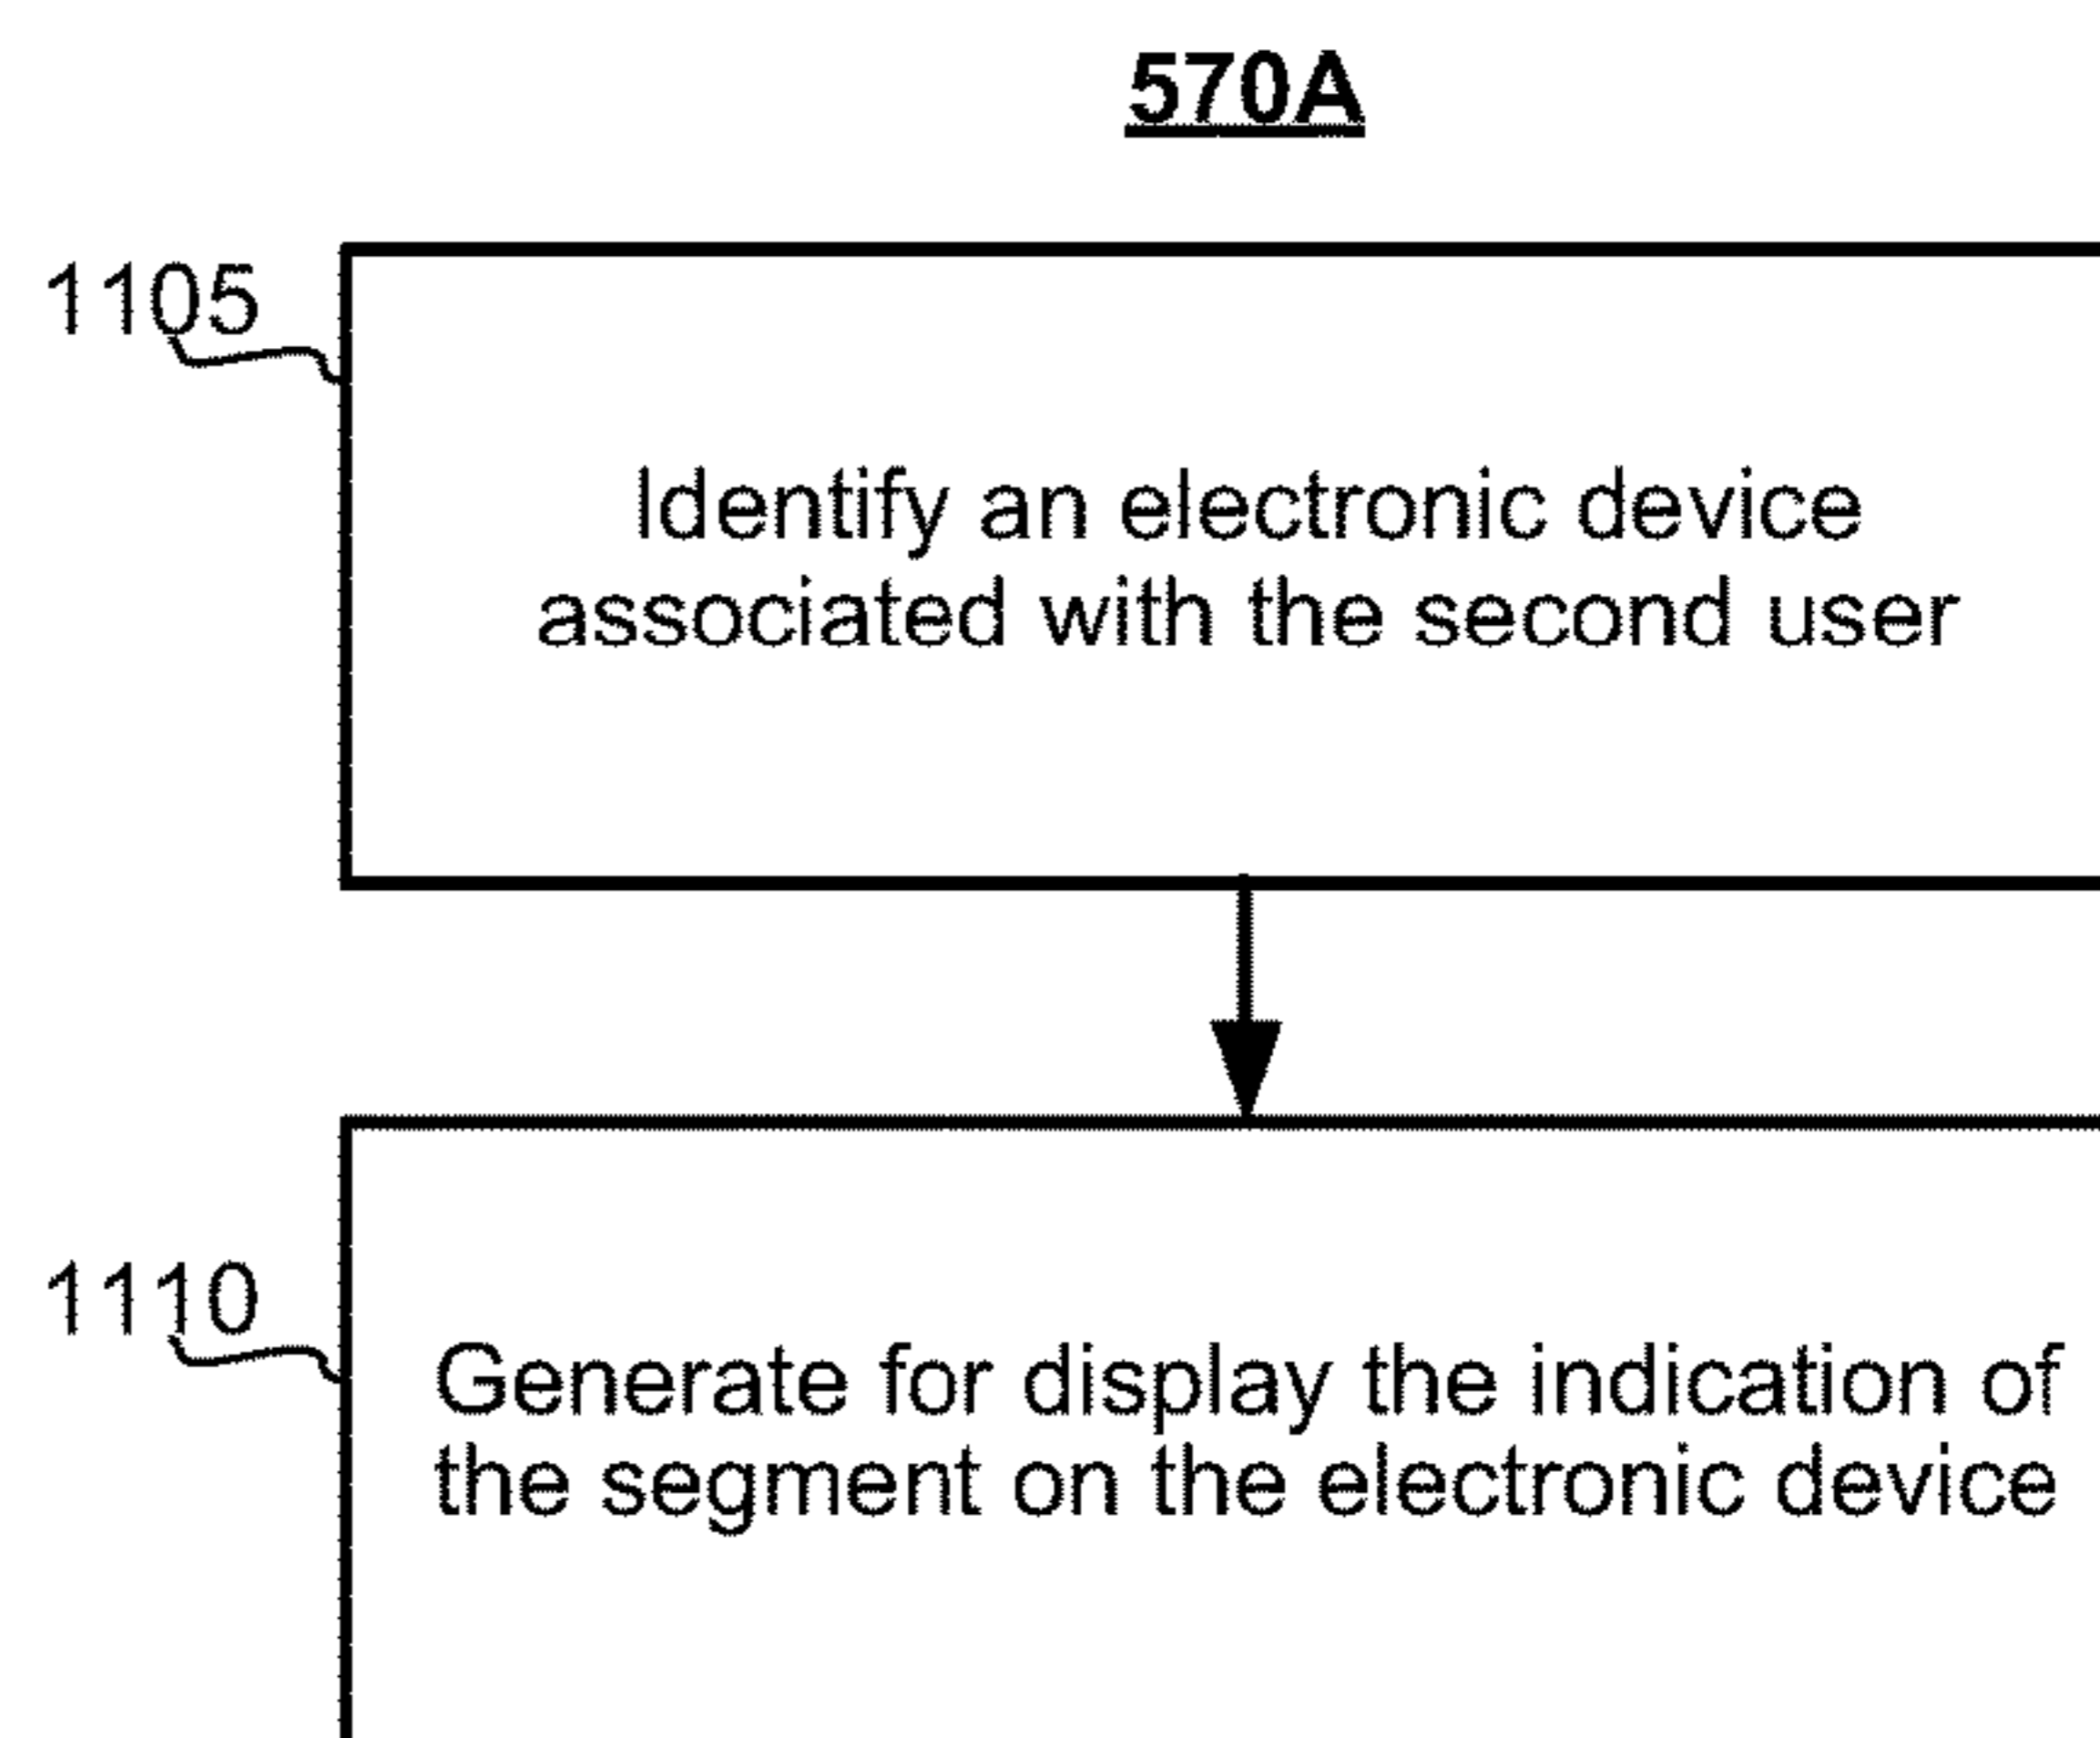 570A
1105
Identify an electronic device
associated with the second user
1110
Generate for display the indication of
the segment on the electronic device